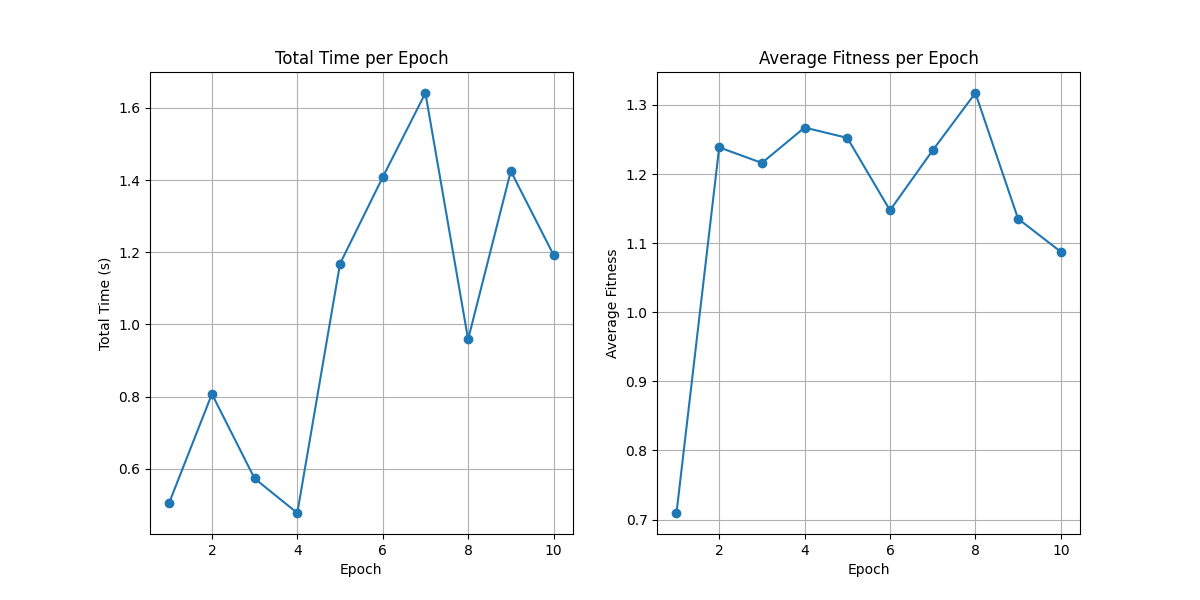 Total Time per Epoch
Total Time (s)
1.6
1.4
1.2
1.0
0.8
0.6
2 4 6 8 10
Epoch
Average Fitness per Epoch
Average Fitness
1.3
1.2
1.1
1.0
0.9
0.8
0.7
2 4 6 8 10
Epoch